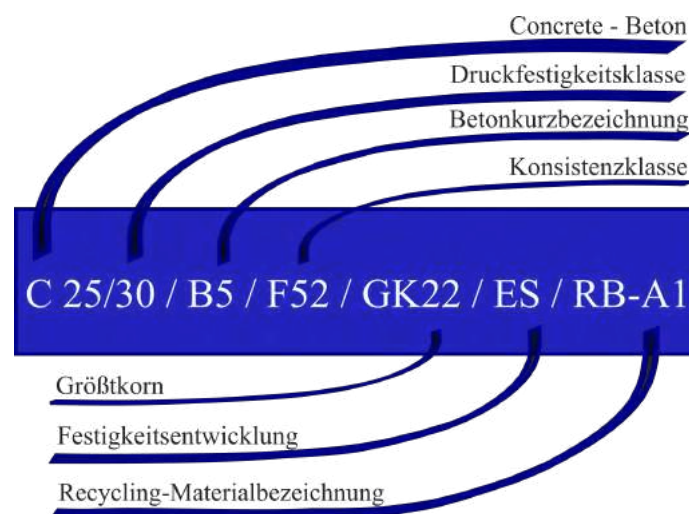 Concrete - Beton
Druckfestigkeitsklasse
Betonkurzbezeichnung
Konsistenzklasse
C 25/30 / B5 / F52 / GK22 / ES / RB-A1
Größtkorn
Festigkeitsentwicklung
Recycling-Materialbezeichnung